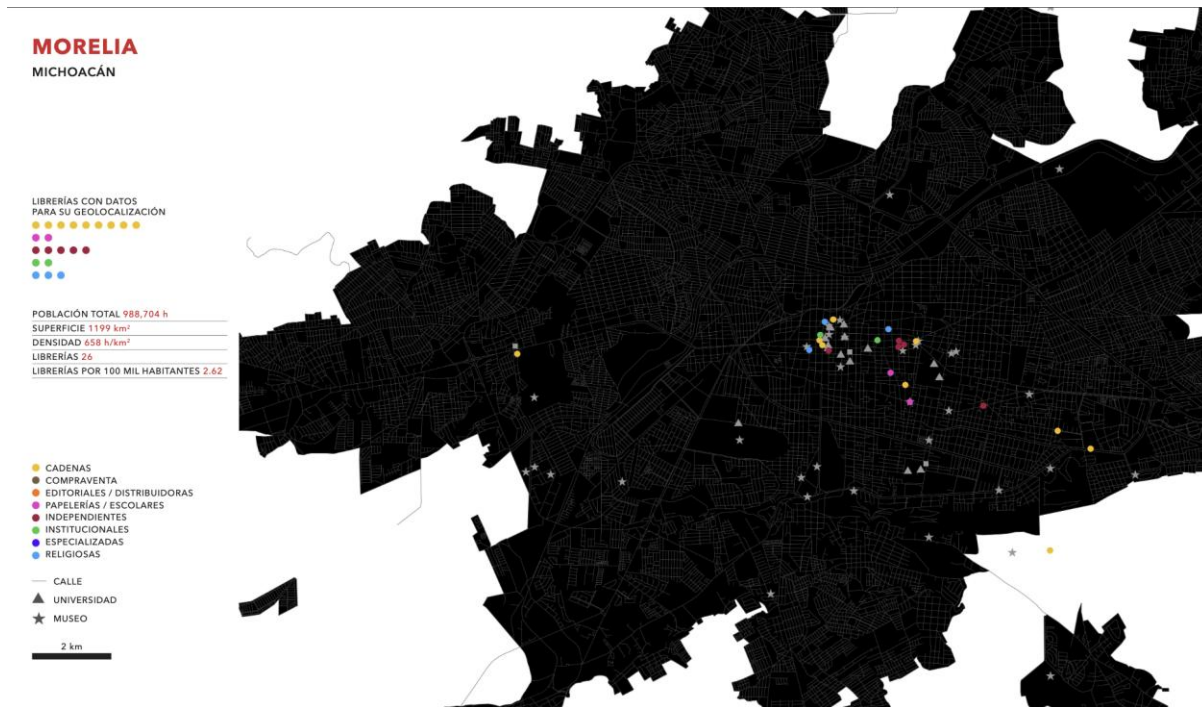 MORELIA
MICHOACÁN
LIBRERÍAS CON DATOS
PARA SU GEOLOCALIZACIÓN
POBLACIÓN TOTAL 988,704 h
SUPERFICIE 1199 km²
DENSIDAD 658 h/km²
LIBRERÍAS 26
LIBRERÍAS POR 100 MIL HABITANTES 2.62
CADENAS
COMPRAVENTA
EDITORIALES / DISTRIBUIDORAS
PAPELERÍAS / ESCOLARES
INDEPENDIENTES
INSTITUCIONALES
ESPECIALIZADAS
RELIGIOSAS
CALLE
UNIVERSIDAD
MUSEO
2 km